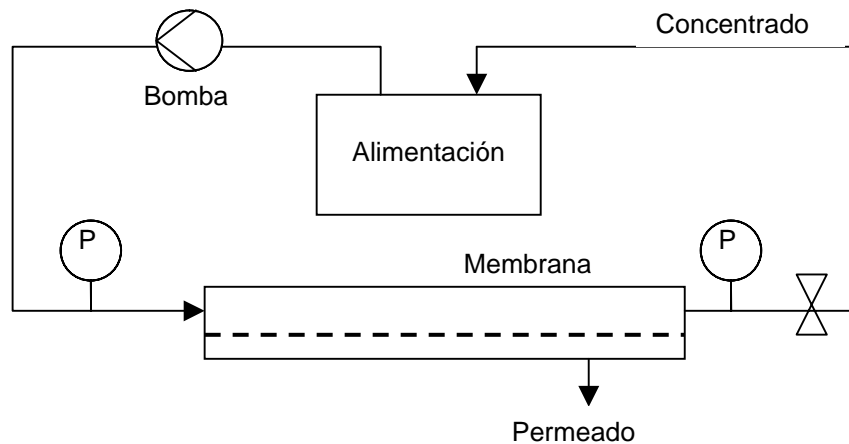 Concentrado
Bomba
Alimentación
P
P
Membrana
Permeado